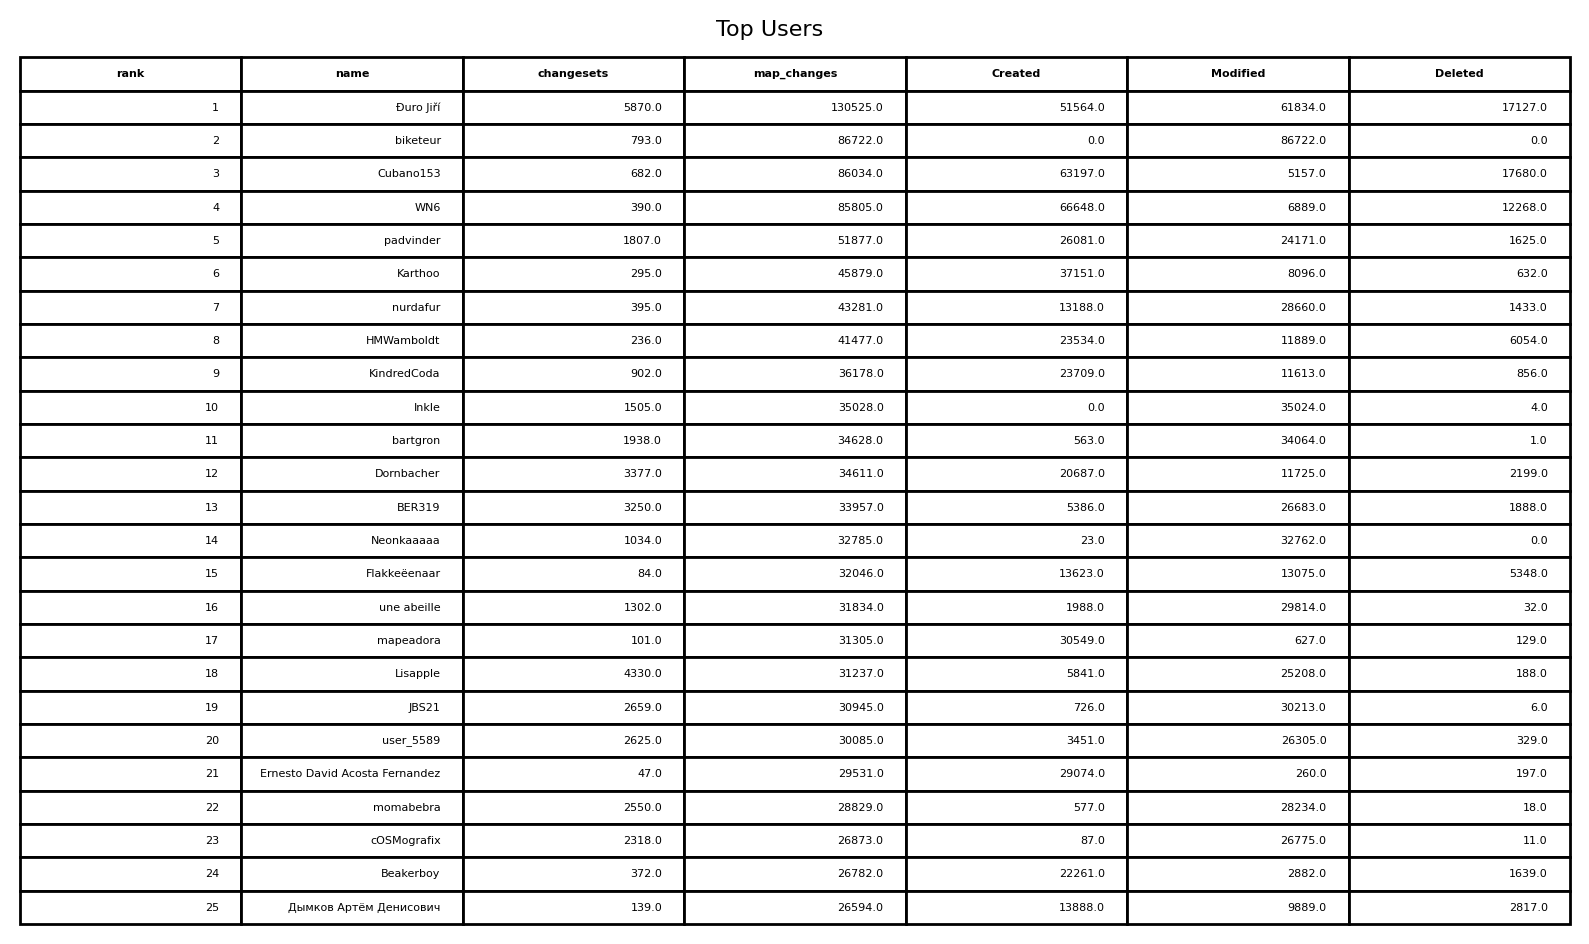 Top Users
rank name changesets map_changes Created Modified Deleted
1 Đuro Jiří 5870.0 130525.0 51564.0 61834.0 17127.0
2 biketeur 793.0 86722.0 0.0 86722.0 0.0
3 Cubano153 682.0 86034.0 63197.0 5157.0 17680.0
4 WN6 390.0 85805.0 66648.0 6889.0 12268.0
5 padvinder 1807.0 51877.0 26081.0 24171.0 1625.0
6 Karthoo 295.0 45879.0 37151.0 8096.0 632.0
7 nurdafur 395.0 43281.0 13188.0 28660.0 1433.0
8 HMWamboldt 236.0 41477.0 23534.0 11889.0 6054.0
9 KindredCoda 902.0 36178.0 23709.0 11613.0 856.0
10 Inkle 1505.0 35028.0 0.0 35024.0 4.0
11 bartgron 1938.0 34628.0 563.0 34064.0 1.0
12 Dornbacher 3377.0 34611.0 20687.0 11725.0 2199.0
13 BER319 3250.0 33957.0 5386.0 26683.0 1888.0
14 Neonkaaaaa 1034.0 32785.0 23.0 32762.0 0.0
15 Flakkeëenaar 84.0 32046.0 13623.0 13075.0 5348.0
16 une abeille 1302.0 31834.0 1988.0 29814.0 32.0
17 mapeadora 101.0 31305.0 30549.0 627.0 129.0
18 Lisapple 4330.0 31237.0 5841.0 25208.0 188.0
19 JBS21 2659.0 30945.0 726.0 30213.0 6.0
20 user_5589 2625.0 30085.0 3451.0 26305.0 329.0
21 Ernesto David Acosta Fernandez 47.0 29531.0 29074.0 260.0 197.0
22 momabebra 2550.0 28829.0 577.0 28234.0 18.0
23 cOSMografix 2318.0 26873.0 87.0 26775.0 11.0
24 Beakerboy 372.0 26782.0 22261.0 2882.0 1639.0
25 Дымков Артём Денисович 139.0 26594.0 13888.0 9889.0 2817.0